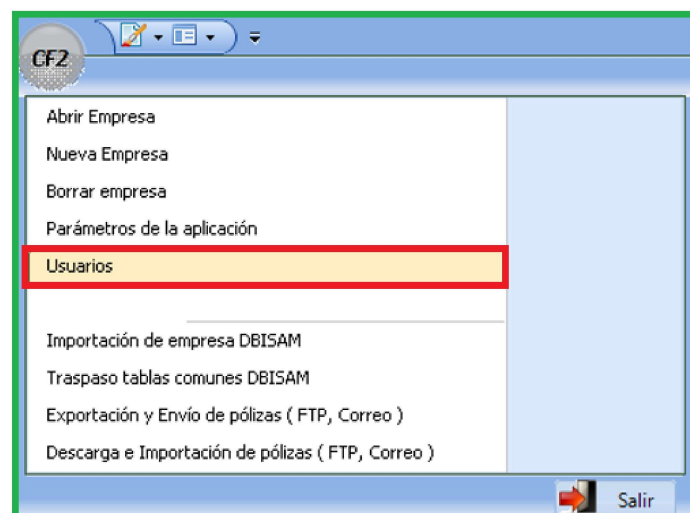 CF2
Abrir Empresa
Nueva Empresa
Borrar empresa
Parámetros de la aplicación
Usuarios
Importación de empresa DBISAM
Traspaso tablas comunes DBISAM
Exportación y Envío de pólizas ( FTP, Correo )
Descarga e Importación de pólizas ( FTP, Correo )
Salir